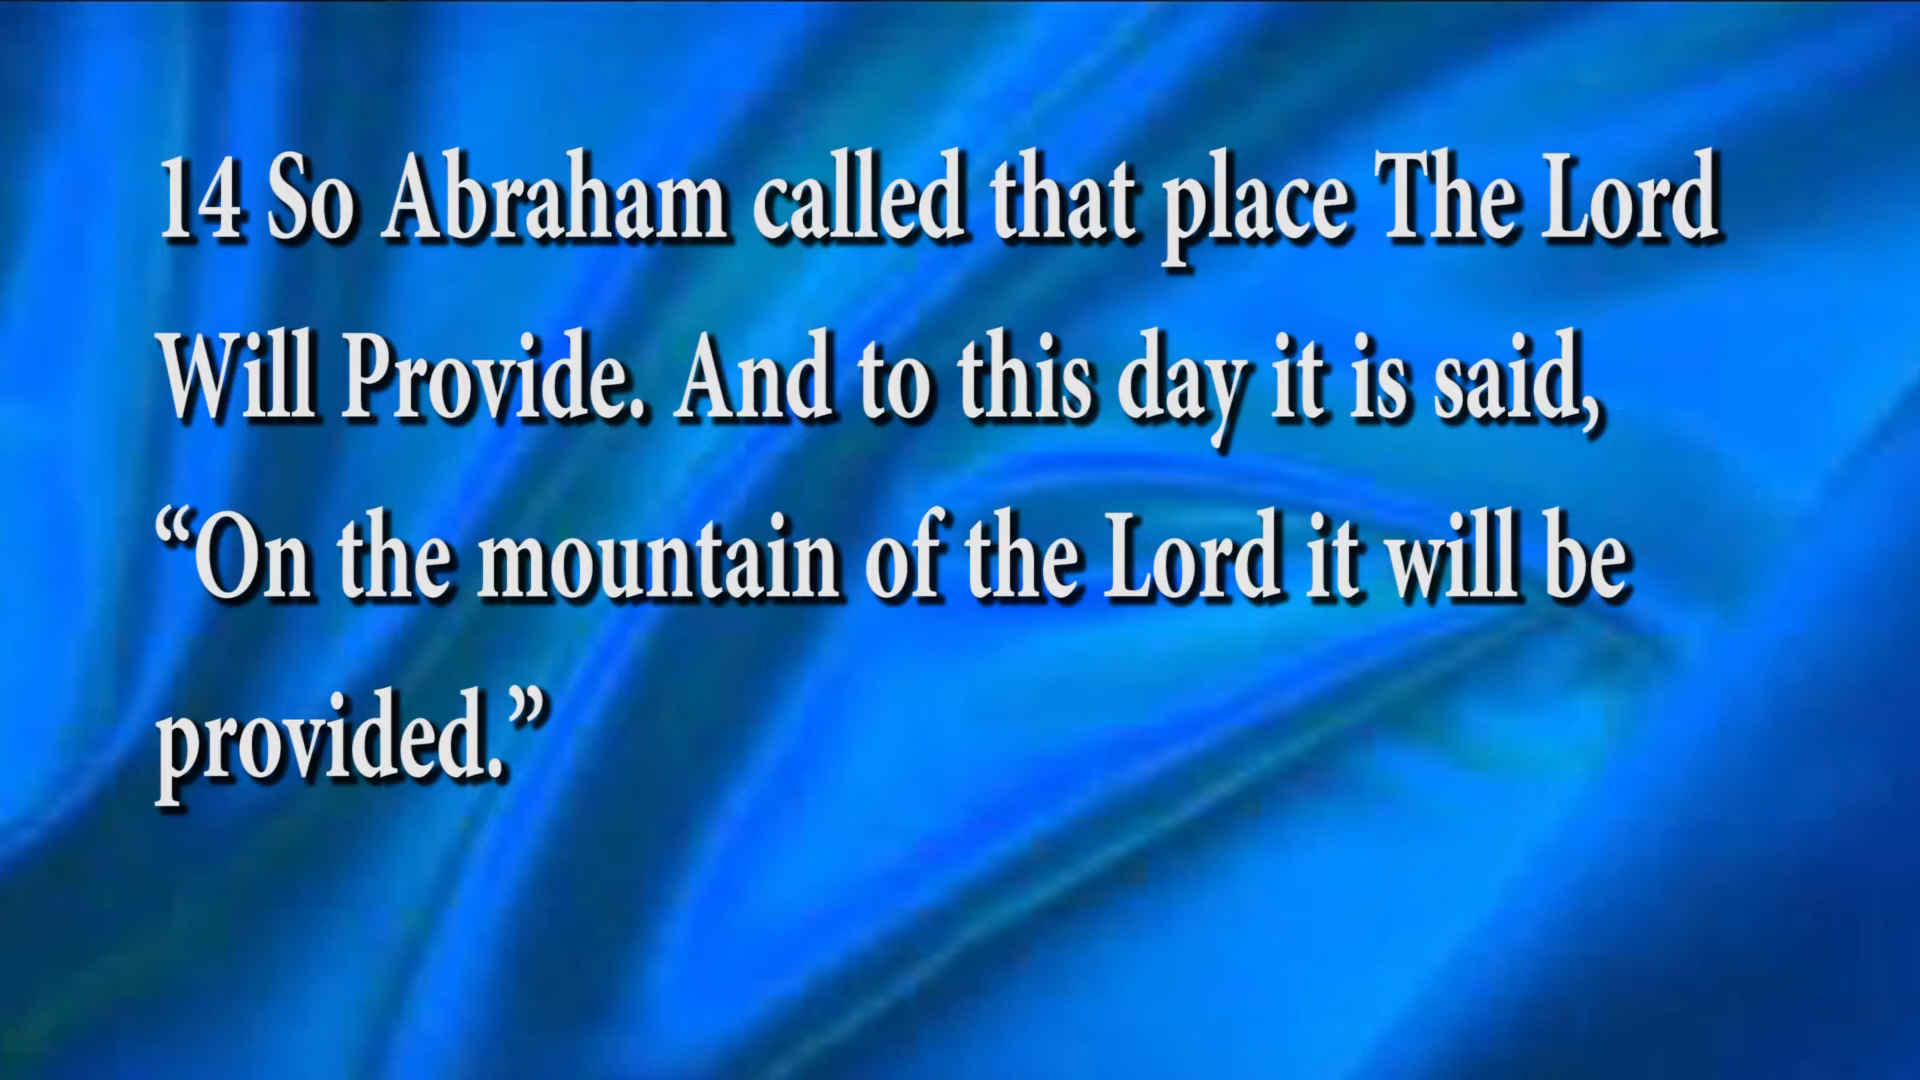 14 So Abraham called that place The Lord
Will Provide. And to this day it is said,
“On the mountain of the Lord it will be
provided.”